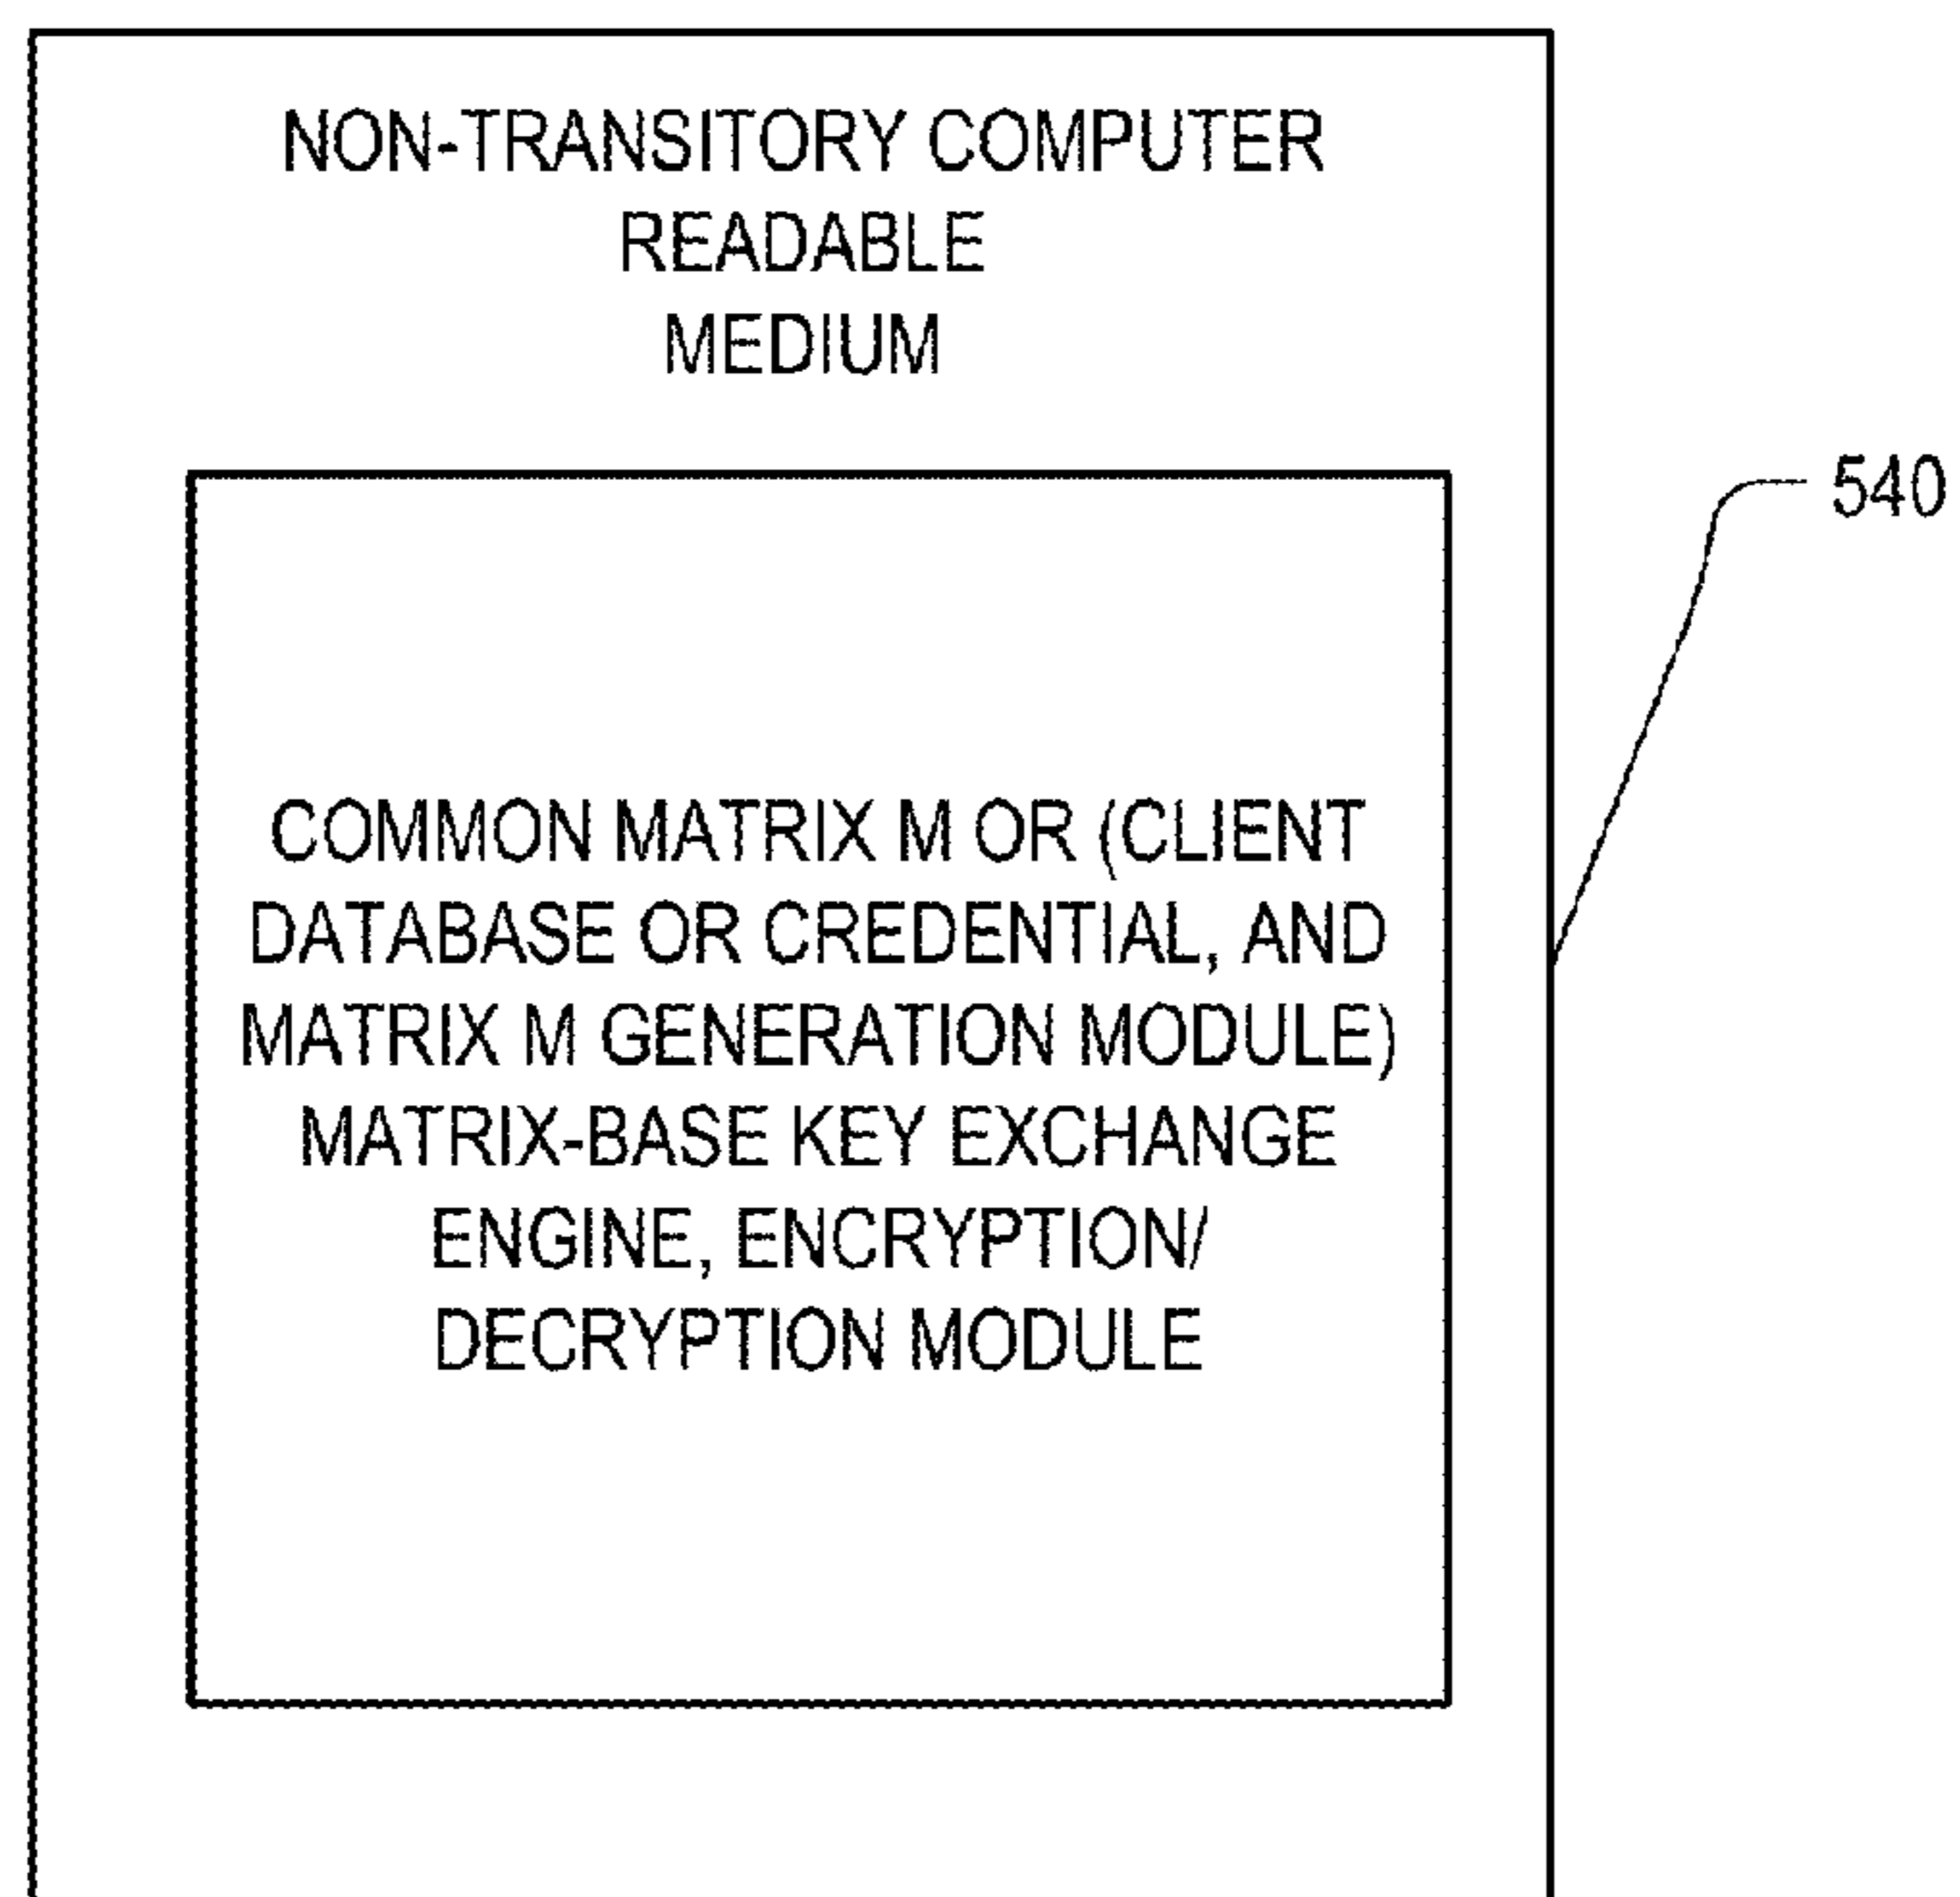 NON-TRANSITORY COMPUTER
READABLE
MEDIUM
540
COMMON MATRIX M OR (CLIENT
DATABASE OR CREDENTIAL, AND
MATRIX M GENERATION MODULE)
MATRIX-BASE KEY EXCHANGE
ENGINE, ENCRYPTION/
DECRYPTION MODULE